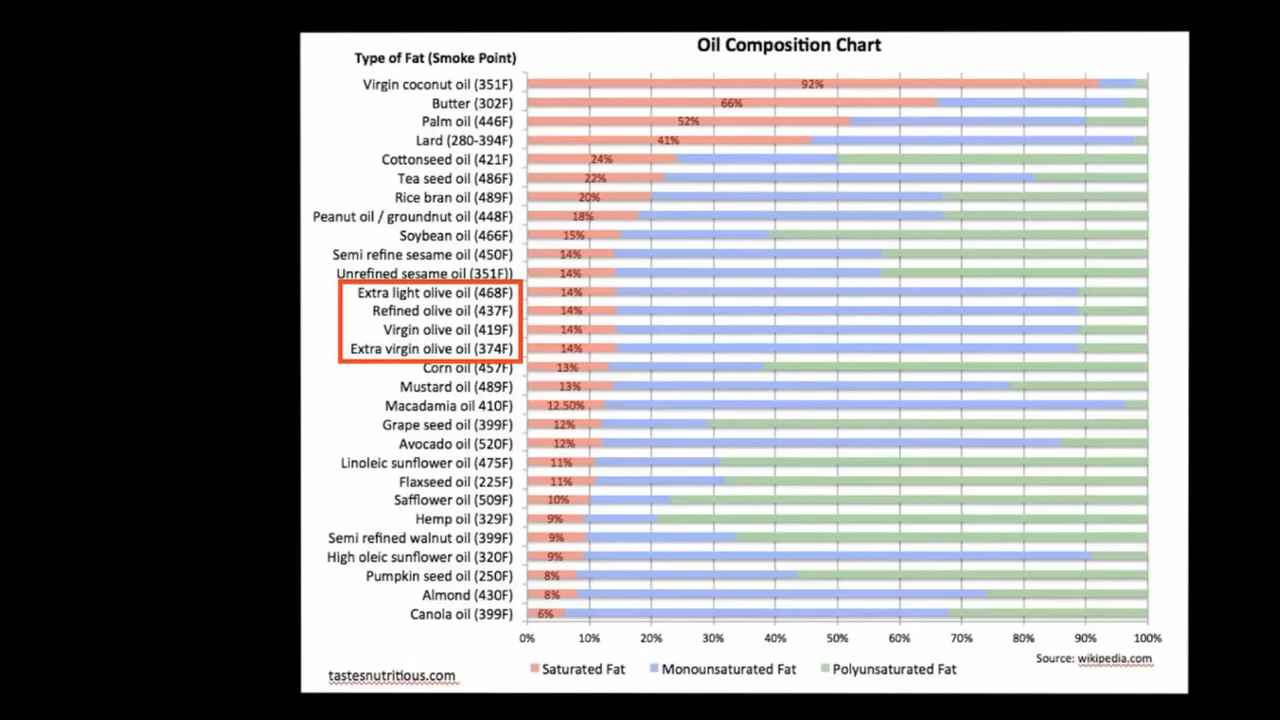 Oil Composition Chart
Type of Fat (Smoke Point)
Virgin coconut oil (351F) 92%
Butter (302F) 66%
Palm oil (446F) 52%
Lard (280-394F) 41%
Cottonseed oil (421F) 24%
Tea seed oil (486F) 22%
Rice bran oil (489F) 20%
Peanut oil / groundnut oil (448F) 18%
Soybean oil (466F) 15%
Semi refine sesame oil (450F) 14%
Unrefined sesame oil (351F)) 14%
Extra light olive oil (468F) 14%
Refined olive oil (437F) 14%
Virgin olive oil (419F) 14%
Extra virgin olive oil (374F) 14%
Corn oil (457F) 13%
Mustard oil (489F) 13%
Macadamia oil 410F) 12.50%
Grape seed oil (399F) 12%
Avocado oil (520F) 12%
Linoleic sunflower oil (475F) 11%
Flaxseed oil (225F) 11%
Safflower oil (509F) 10%
Hemp oil (329F) 9%
Semi refined walnut oil (399F) 9%
High oleic sunflower oil (320F) 9%
Pumpkin seed oil (250F) 8%
Almond (430F) 8%
Canola oil (399F) 6%
0% 10% 20% 30% 40% 50% 60% 70% 80% 90% 100%
Source: wikipedia.com
Saturated Fat Monounsaturated Fat Polyunsaturated Fat
tastesnutritious.com